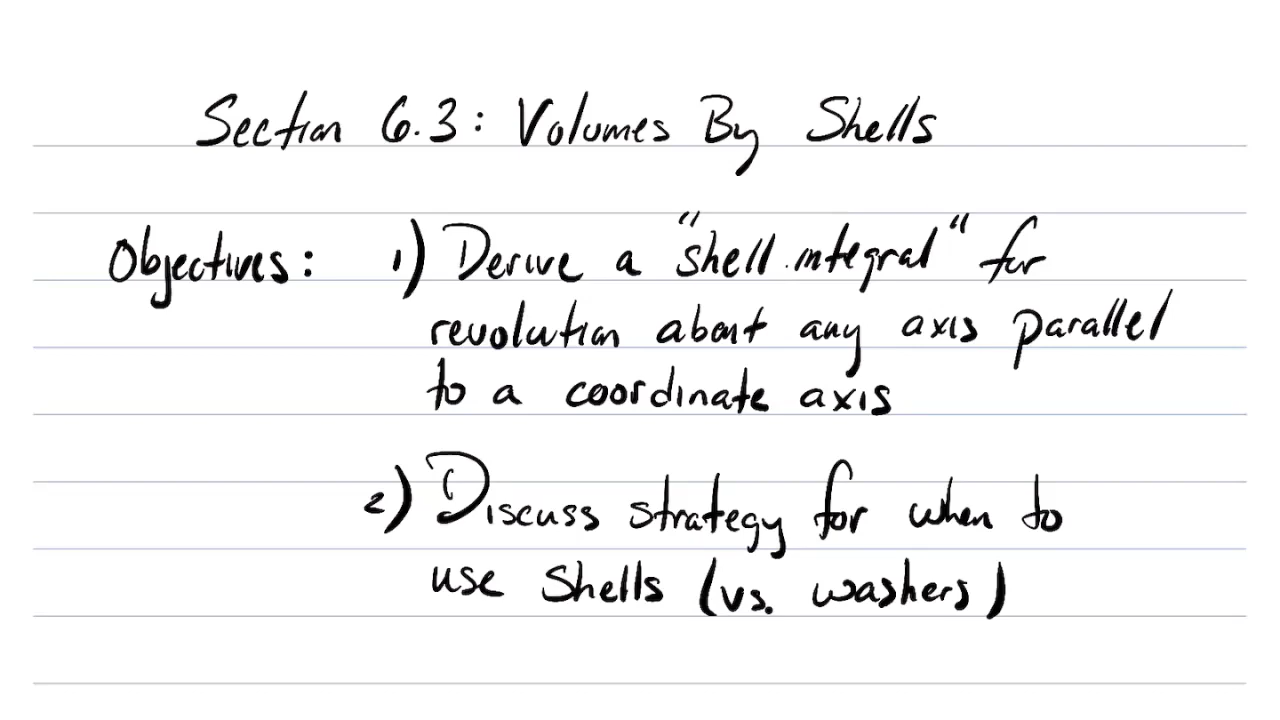 Section 6.3: Volumes By Shells
Objectives: 1) Derive a "shell integral" for
revolution about any axis parallel
to a coordinate axis
2) Discuss strategy for when to
use Shells (vs. washers)